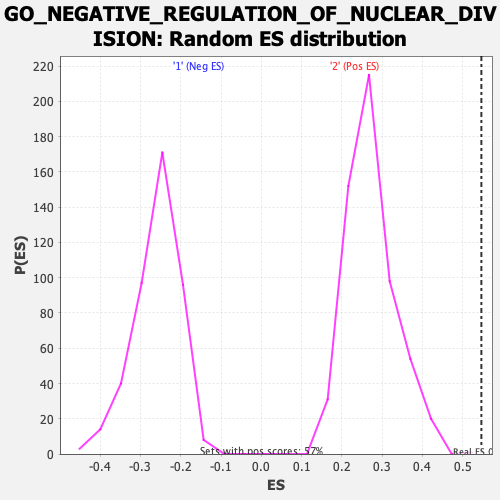 GO_NEGATIVE_REGULATION_OF_NUCLEAR_DIV
ISION: Random ES distribution
'1' (Neg ES)
'2' (Pos ES)
220
200
180
160
140
120
100
80
60
40
20
0
P(ES)
Sets with pos scores: 57%
Real ES 0
-0.4
-0.3
-0.2
-0.1
0.0
0.1
0.2
0.3
0.4
0.5
ES